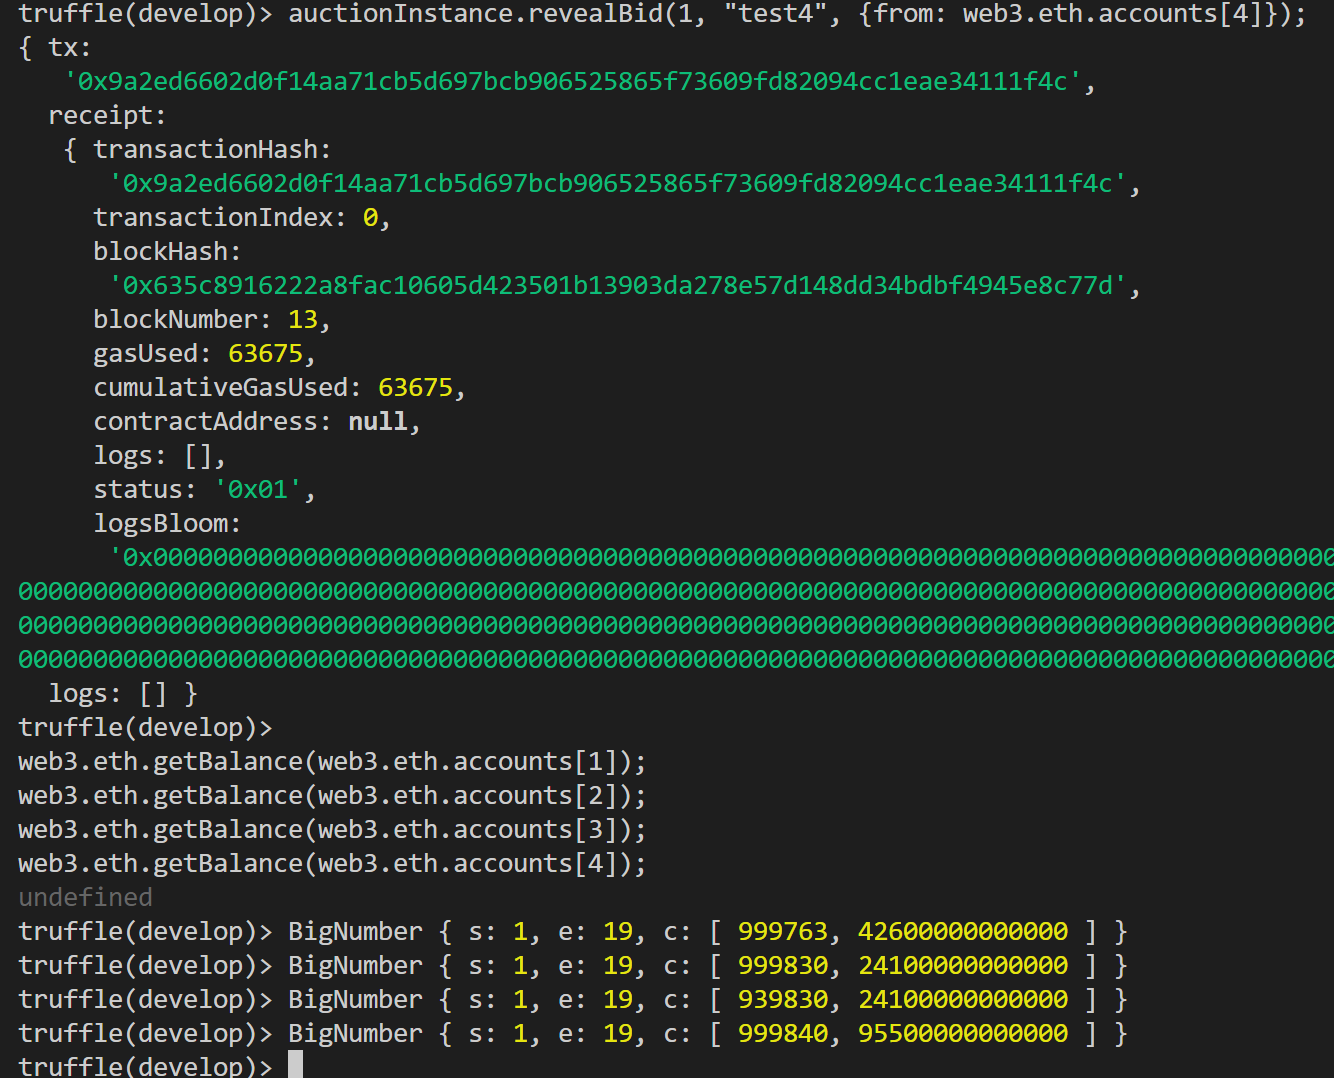 truffle(develop)> auctionInstance.revealBid(1, "test4", {from: web3.eth.accounts[4]});
{ tx:
'0x9a2ed6602d0f14aa71cb5d697bcb906525865f73609fd82094cc1eae34111f4c',
receipt:
{ transactionHash:
'0x9a2ed6602d0f14aa71cb5d697bcb906525865f73609fd82094cc1eae34111f4c',
transactionIndex: 0,
blockHash:
'0x635c8916222a8fac10605d423501b13903da278e57d148dd34bdbf4945e8c77d',
blockNumber: 13,
gasUsed: 63675,
cumulativeGasUsed: 63675,
contractAddress: null,
logs: [],
status: '0x01',
logsBloom:
'0x0000000000000000000000000000000000000000000000000000000000000000000000000000000
0000000000000000000000000000000000000000000000000000000000000000000000000000000000000000
0000000000000000000000000000000000000000000000000000000000000000000000000000000000000000
0000000000000000000000000000000000000000000000000000000000000000000000000000000000000000
logs: [] }
truffle(develop)>
web3.eth.getBalance(web3.eth.accounts[1]);
web3.eth.getBalance(web3.eth.accounts[2]);
web3.eth.getBalance(web3.eth.accounts[3]);
web3.eth.getBalance(web3.eth.accounts[4]);
undefined
truffle(develop)> BigNumber { s: 1, e: 19, c: [ 999763, 42600000000000 ] }
truffle(develop)> BigNumber { s: 1, e: 19, c: [ 999830, 24100000000000 ] }
truffle(develop)> BigNumber { s: 1, e: 19, c: [ 939830, 24100000000000 ] }
truffle(develop)> BigNumber { s: 1, e: 19, c: [ 999840, 95500000000000 ] }
truffle(develop)>